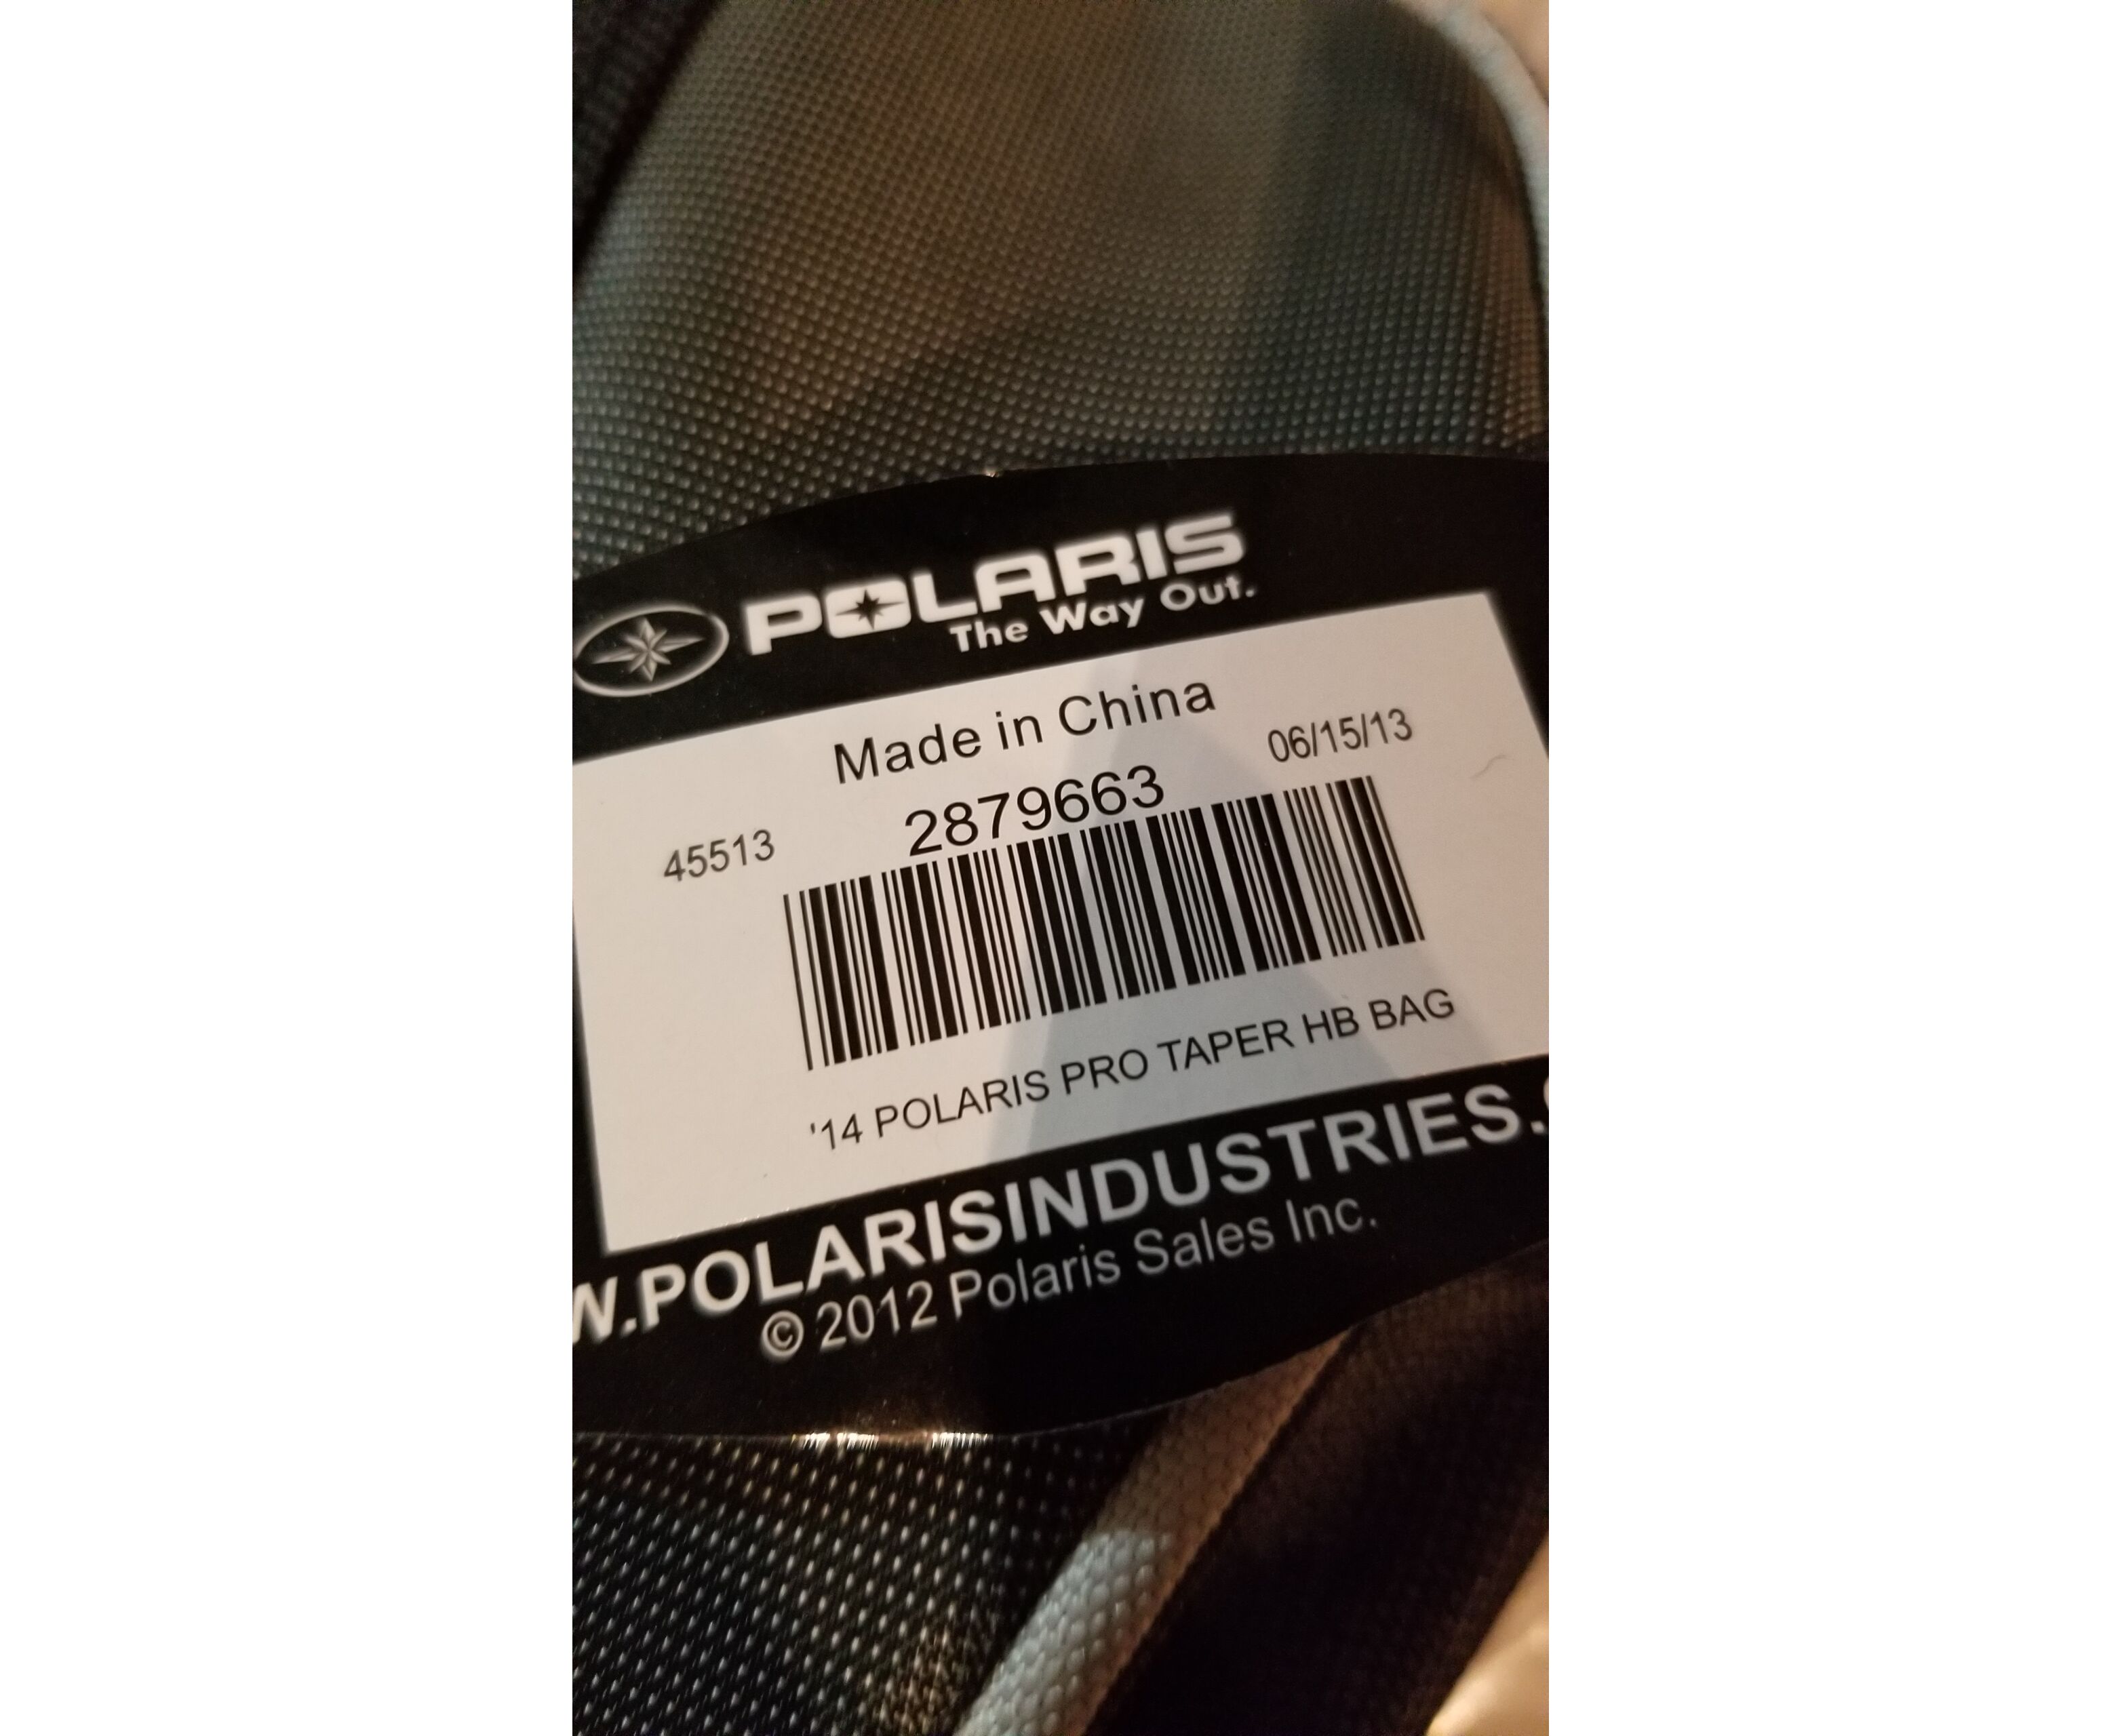 POLARIS
The Way Out.
Made in China
06/15/13
2879663
45513
'14 POLARIS PRO TAPER HB BAG
W.POLARISINDUSTRIES.
© 2012 Polaris Sales Inc.